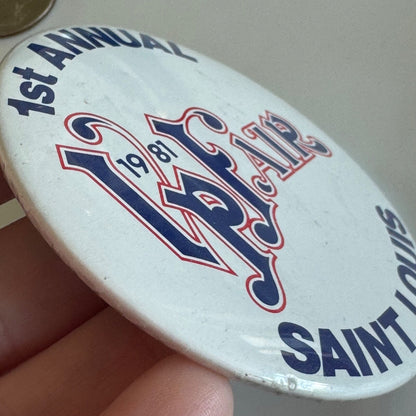 1st ANNUAL
1981
VP FAIR
SAINT LOUIS